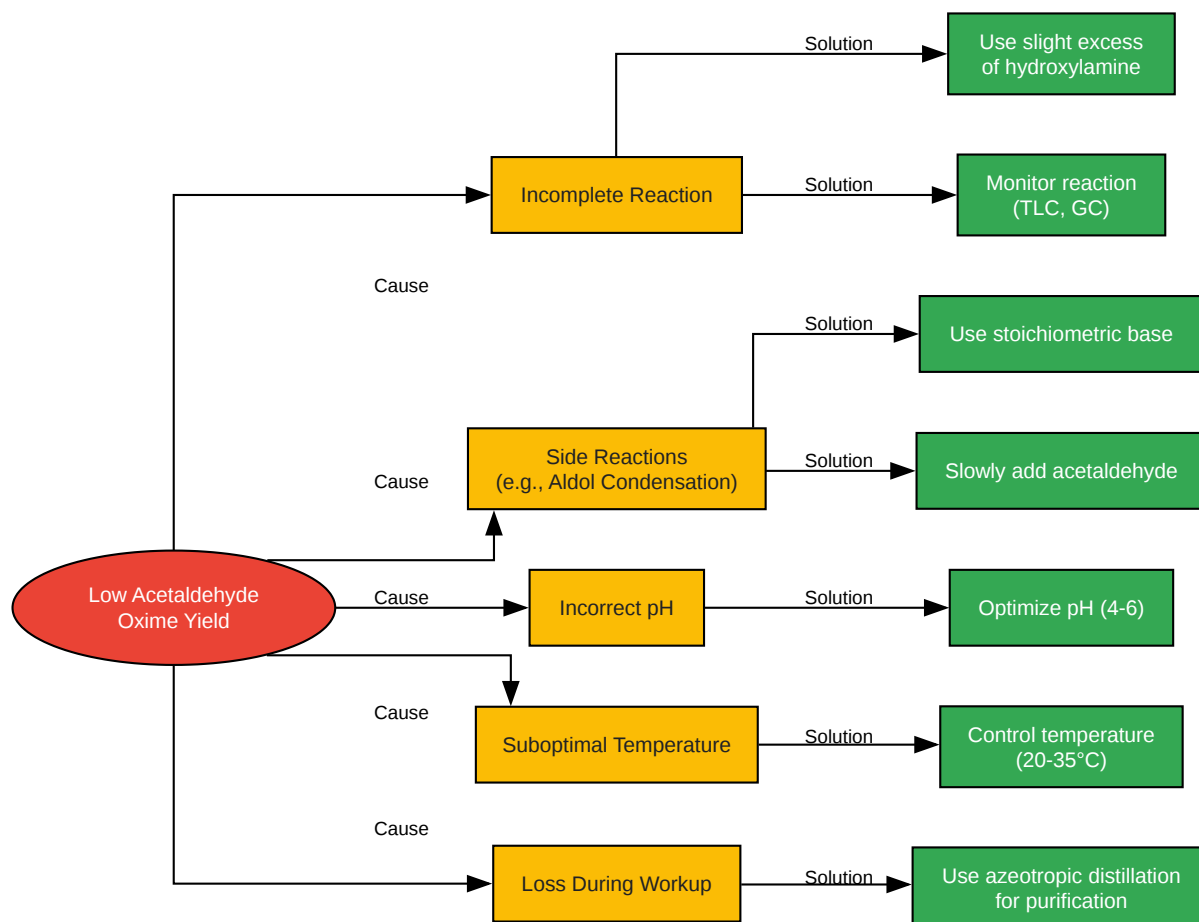 Solution
Use slight excess
of hydroxylamine
Incomplete Reaction
Solution
Monitor reaction
(TLC, GC)
Cause
Solution
Use stoichiometric base
Cause
Side Reactions
(e.g., Aldol Condensation)
Solution
Slowly add acetaldehyde
Low Acetaldehyde
Oxime Yield
Cause
Incorrect pH
Solution
Optimize pH (4-6)
Cause
Suboptimal Temperature
Solution
Control temperature
(20-35°C)
Cause
Loss During Workup
Solution
Use azeotropic distillation
for purification